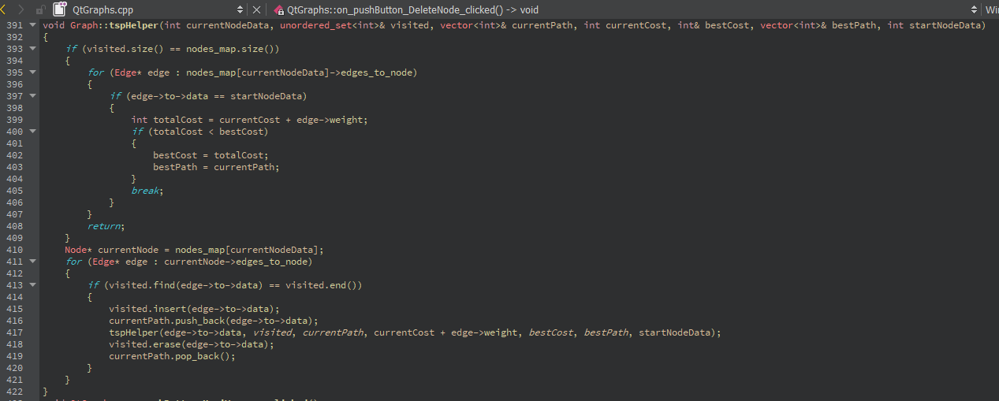 QtGraphs.cpp QtGraphs::on_pushButton_DeleteNode_clicked() -> void Wi
391 void Graph::tspHelper(int currentNodeData, unordered_set<int>& visited, vector<int>& currentPath, int currentCost, int& bestCost, vector<int>& bestPath, int startNodeData)
392 {
393     if (visited.size() == nodes_map.size())
394     {
395         for (Edge* edge : nodes_map[currentNodeData]->edges_to_node)
396         {
397             if (edge->to->data == startNodeData)
398             {
399                 int totalCost = currentCost + edge->weight;
400                 if (totalCost < bestCost)
401                 {
402                     bestCost = totalCost;
403                     bestPath = currentPath;
404                 }
405                 break;
406             }
407         }
408         return;
409     }
410     Node* currentNode = nodes_map[currentNodeData];
411     for (Edge* edge : currentNode->edges_to_node)
412     {
413         if (visited.find(edge->to->data) == visited.end())
414         {
415             visited.insert(edge->to->data);
416             currentPath.push_back(edge->to->data);
417             tspHelper(edge->to->data, visited, currentPath, currentCost + edge->weight, bestCost, bestPath, startNodeData);
418             visited.erase(edge->to->data);
419             currentPath.pop_back();
420         }
421     }
422 }